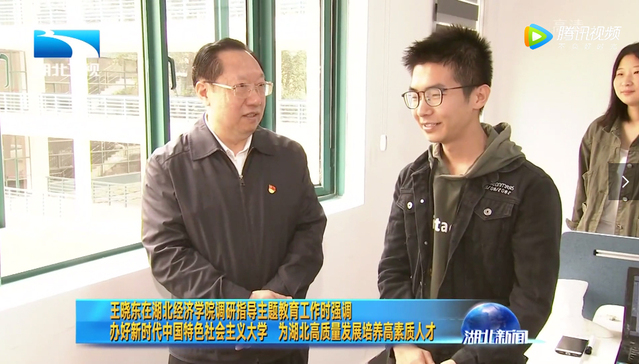 腾讯视频
王晓东在湖北经济学院调研指导主题教育工作时强调
办好新时代中国特色社会主义大学 为湖北高质量发展培养高素质人才
湖北新闻